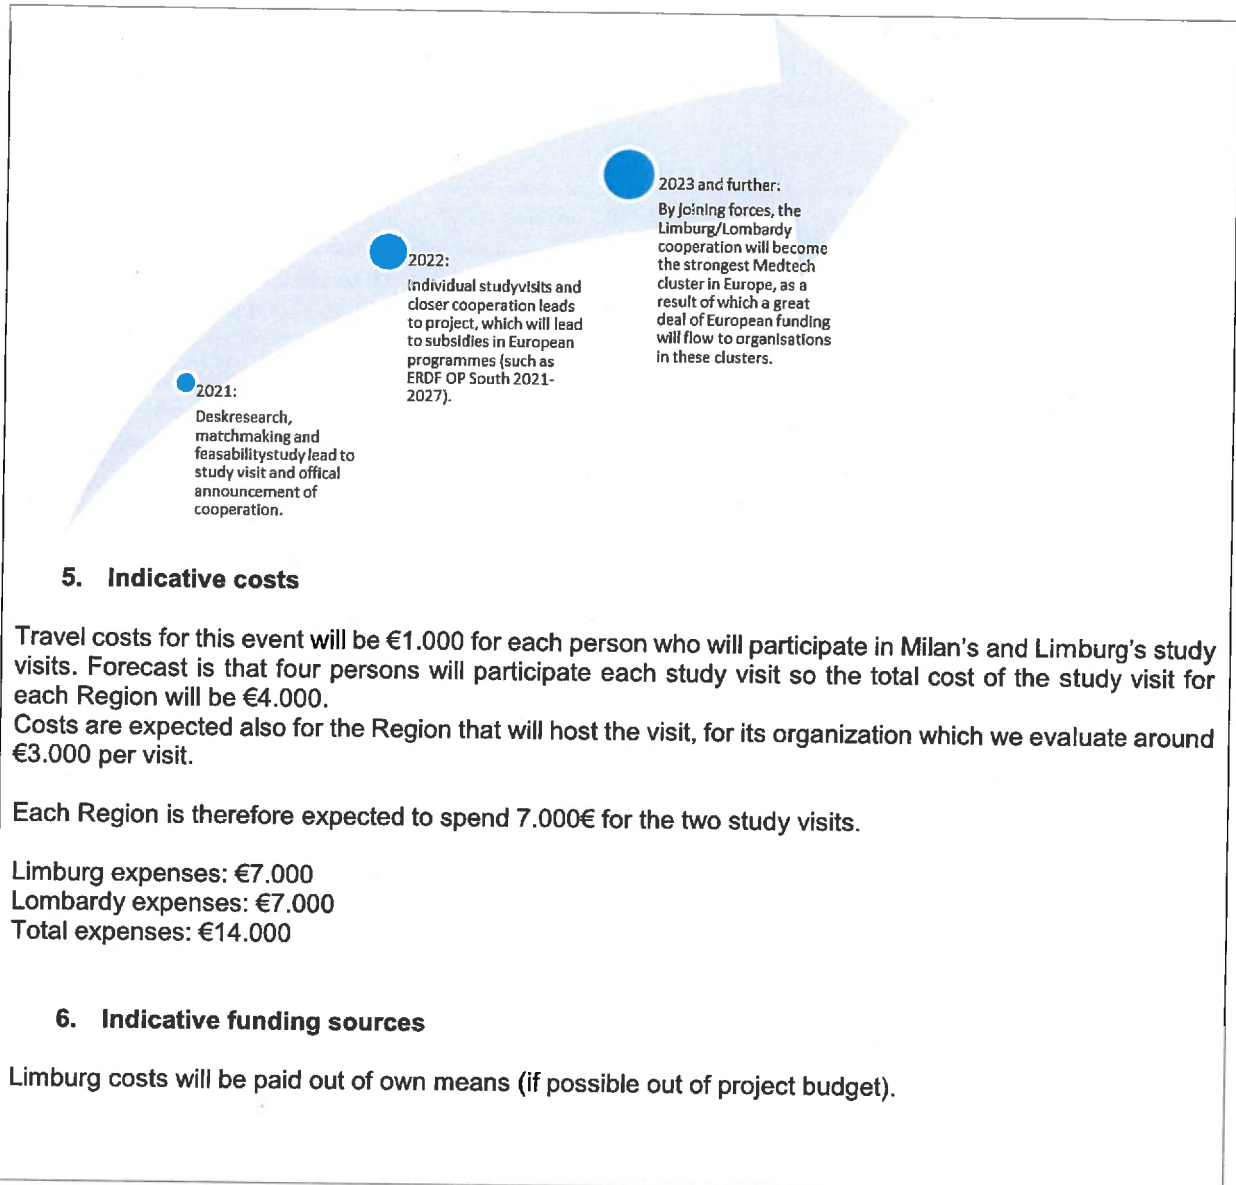 2021:
Deskresearch,
matchmaking and
feasabilitystudy lead to
study visit and offical
announcement of
cooperation.
2022:
Individual studyvisits and
closer cooperation leads
to project, which will lead
to subsidies in European
programmes (such as
ERDF OP South 2021-
2027).
2023 and further:
By joining forces, the
Limburg/Lombardy
cooperation will become
the strongest Medtech
cluster in Europe, as a
result of which a great
deal of European funding
will flow to organisations
in these clusters.
5. Indicative costs
Travel costs for this event will be €1.000 for each person who will participate in Milan's and Limburg's study
visits. Forecast is that four persons will participate each study visit so the total cost of the study visit for
each Region will be €4.000.
Costs are expected also for the Region that will host the visit, for its organization which we evaluate around
€3.000 per visit.
Each Region is therefore expected to spend 7.000€ for the two study visits.
Limburg expenses: €7.000
Lombardy expenses: €7.000
Total expenses: €14.000
6. Indicative funding sources
Limburg costs will be paid out of own means (if possible out of project budget).